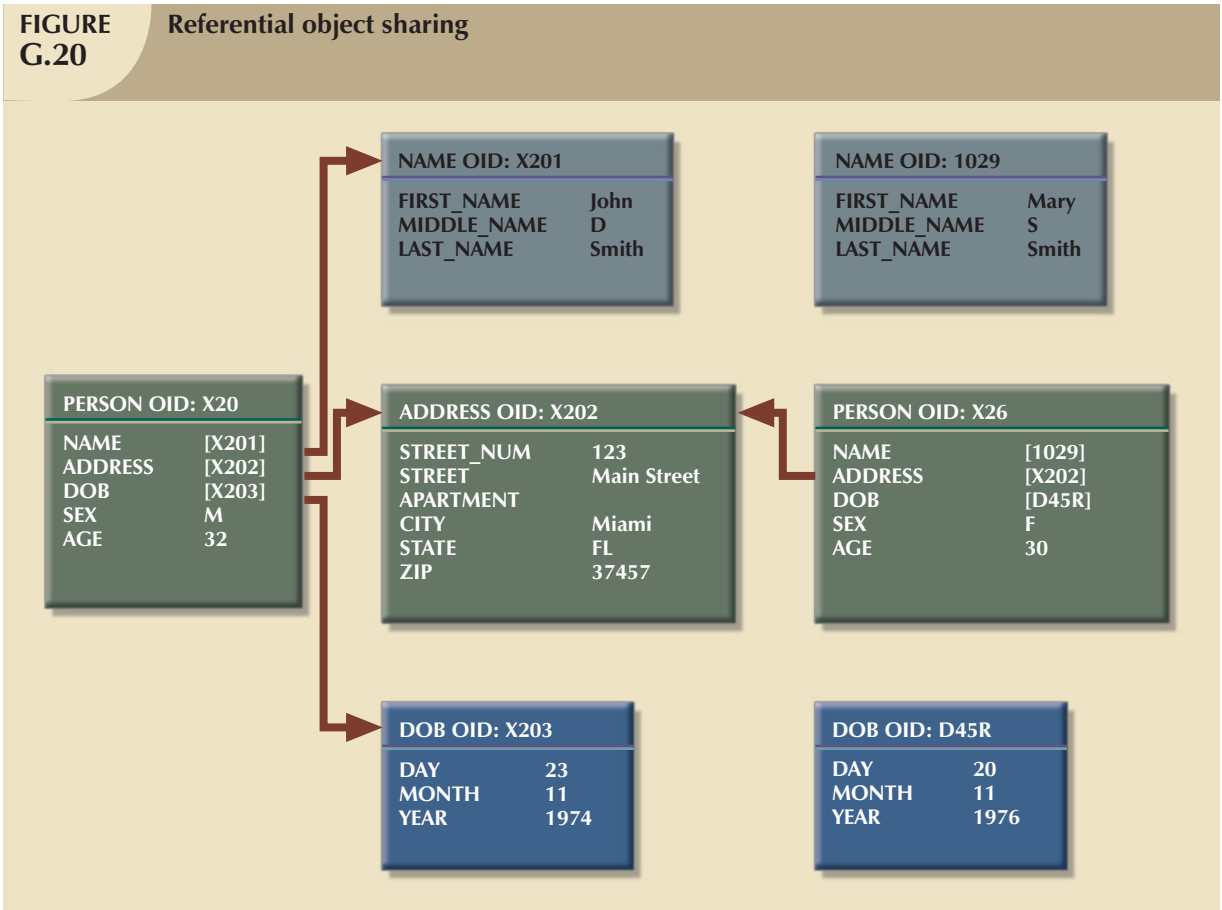 FIGURE G.20
Referential object sharing
NAME OID: X201
FIRST_NAME John
MIDDLE_NAME D
LAST_NAME Smith
NAME OID: 1029
FIRST_NAME Mary
MIDDLE_NAME S
LAST_NAME Smith
PERSON OID: X20
NAME [X201]
ADDRESS [X202]
DOB [X203]
SEX M
AGE 32
ADDRESS OID: X202
STREET_NUM 123
STREET Main Street
APARTMENT
CITY Miami
STATE FL
ZIP 37457
PERSON OID: X26
NAME [1029]
ADDRESS [X202]
DOB [D45R]
SEX F
AGE 30
DOB OID: X203
DAY 23
MONTH 11
YEAR 1974
DOB OID: D45R
DAY 20
MONTH 11
YEAR 1976